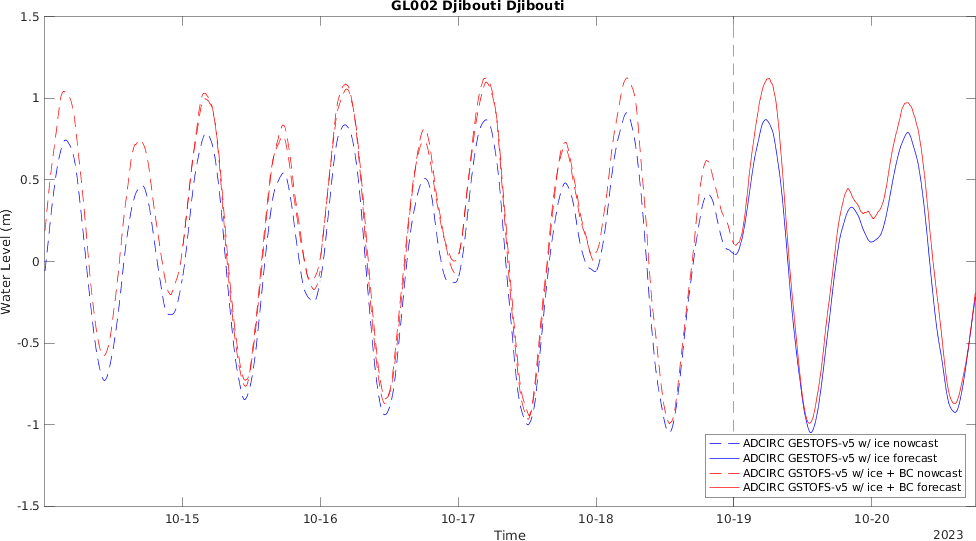 GL002 Djibouti Djibouti
1.5
1
0.5
0
-0.5
-1
-1.5
Water Level (m)
10-15
10-16
10-17
10-18
10-19
10-20
Time
2023
ADCIRC GESTOFS-v5 w/ ice nowcast
ADCIRC GESTOFS-v5 w/ ice forecast
ADCIRC GSTOFS-v5 w/ ice + BC nowcast
ADCIRC GSTOFS-v5 w/ ice + BC forecast